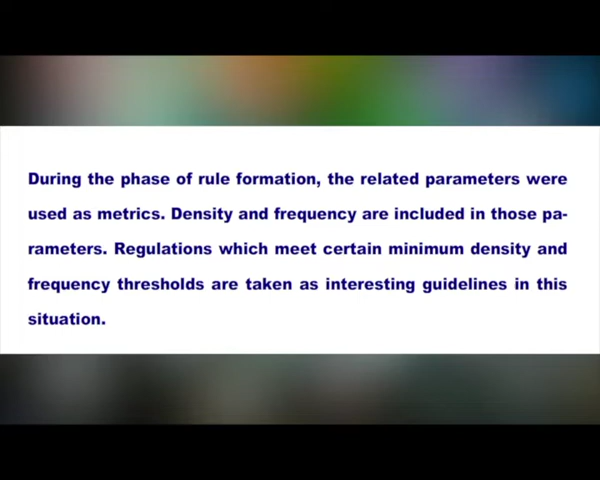 During the phase of rule formation, the related parameters were
used as metrics. Density and frequency are included in those pa-
rameters. Regulations which meet certain minimum density and
frequency thresholds are taken as interesting guidelines in this
situation.